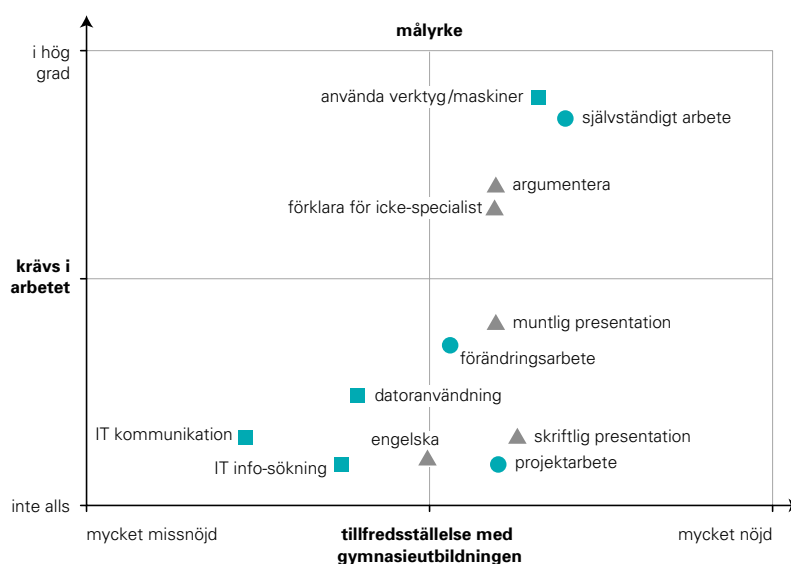 målyrke
i hög
grad
använda verktyg/maskiner
självständigt arbete
argumentera
förklara för icke-specialist
krävs i
arbetet
muntlig presentation
förändringsarbete
datoranvändning
IT kommunikation
engelska
skriftlig presentation
IT info-sökning
projektarbete
inte alls
mycket missnöjd
tillfredsställelse med
gymnasieutbildningen
mycket nöjd